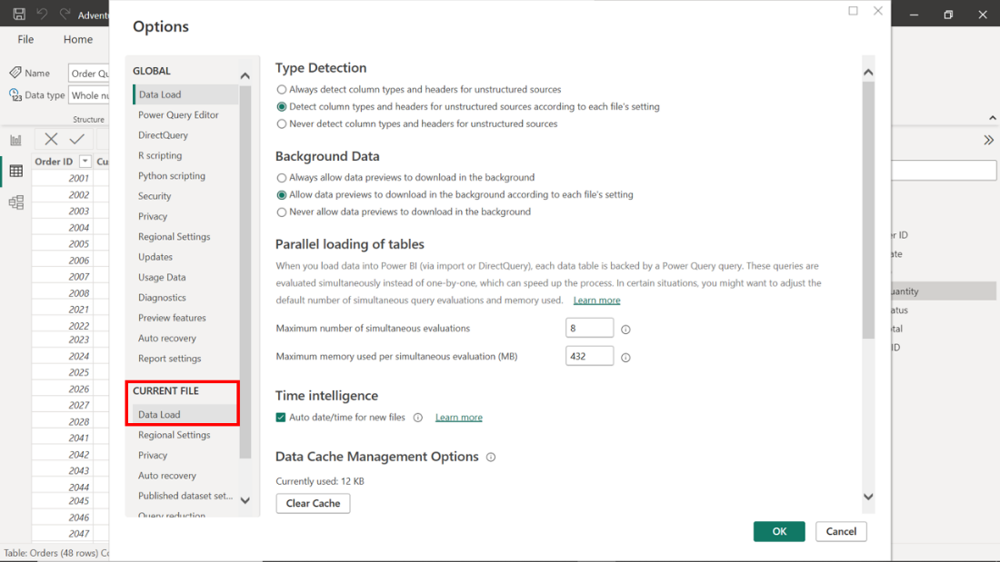 Adventu
Options
File
Home
Name
Order Qu
Data type
Whole nu
Structure
Order ID
Cu
2001
2002
2003
2004
2005
2006
2007
2008
2021
2022
2023
2024
2025
2026
2027
2028
2041
2042
2043
2044
2045
2046
2047
Table: Orders (48 rows) Co
GLOBAL
Data Load
Power Query Editor
DirectQuery
R scripting
Python scripting
Security
Privacy
Regional Settings
Updates
Usage Data
Diagnostics
Preview features
Auto recovery
Report settings
CURRENT FILE
Data Load
Regional Settings
Privacy
Auto recovery
Published dataset set...
Query reduction
Type Detection
Always detect column types and headers for unstructured sources
Detect column types and headers for unstructured sources according to each file's setting
Never detect column types and headers for unstructured sources
Background Data
Always allow data previews to download in the background
Allow data previews to download in the background according to each file's setting
Never allow data previews to download in the background
Parallel loading of tables
When you load data into Power BI (via import or DirectQuery), each data table is backed by a Power Query query. These queries are
evaluated simultaneously instead of one-by-one, which can speed up the process. In certain situations, you might want to adjust the
default number of simultaneous query evaluations and memory used. Learn more
Maximum number of simultaneous evaluations
8
Maximum memory used per simultaneous evaluation (MB)
432
Time intelligence
Auto date/time for new files
Learn more
Data Cache Management Options
Currently used: 12 KB
Clear Cache
OK
Cancel
er ID
ate
uantity
tatus
tal
ID